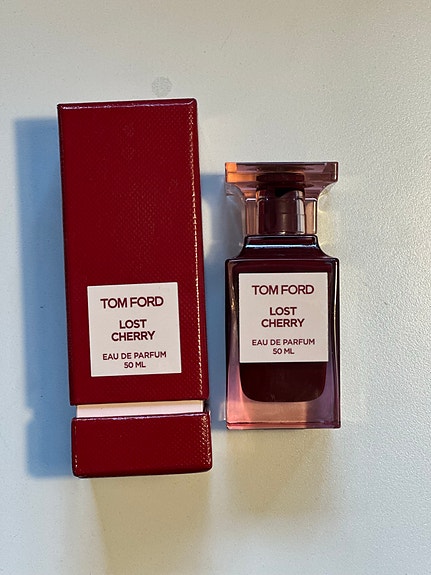 TOM FORD
LOST
CHERRY
EAU DE PARFUM
50 ML
TOM FORD
LOST
CHERRY
EAU DE PARFUM
50 ML